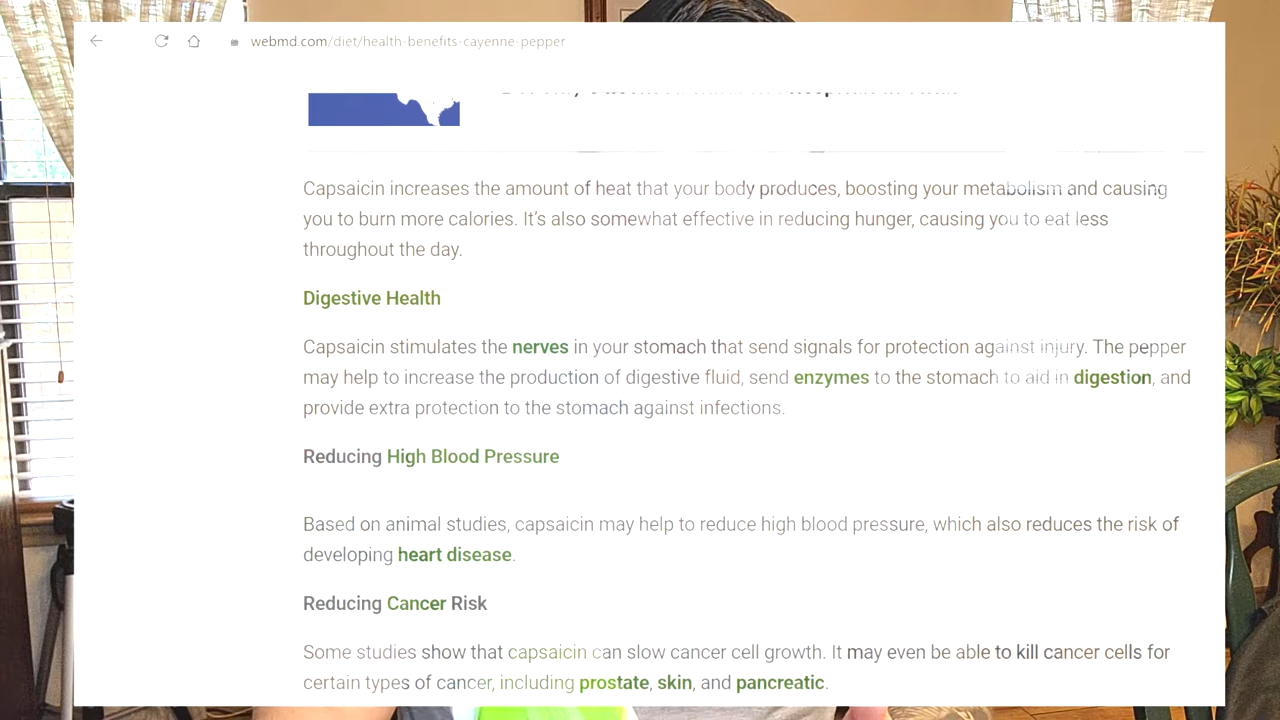 webmd.com/diet/health-benefits-cayenne-pepper
Capsaicin increases the amount of heat that your body produces, boosting your metabolism and causing
you to burn more calories. It’s also somewhat effective in reducing hunger, causing you to eat less
throughout the day.
Digestive Health
Capsaicin stimulates the nerves in your stomach that send signals for protection against injury. The pepper
may help to increase the production of digestive fluid, send enzymes to the stomach to aid in digestion, and
provide extra protection to the stomach against infections.
Reducing High Blood Pressure
Based on animal studies, capsaicin may help to reduce high blood pressure, which also reduces the risk of
developing heart disease.
Reducing Cancer Risk
Some studies show that capsaicin can slow cancer cell growth. It may even be able to kill cancer cells for
certain types of cancer, including prostate, skin, and pancreatic.